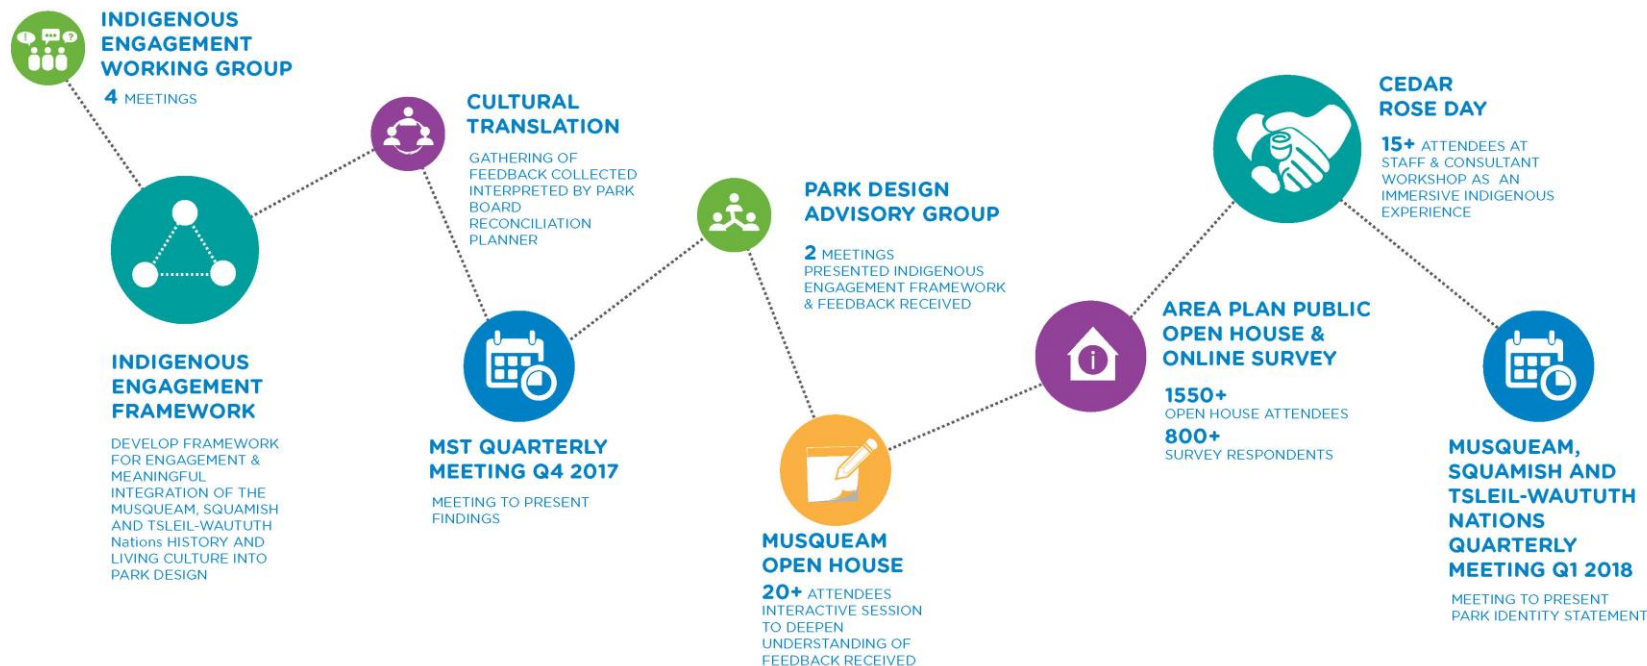 INDIGENOUS
ENGAGEMENT
WORKING GROUP
4 MEETINGS
INDIGENOUS
ENGAGEMENT
FRAMEWORK
DEVELOP FRAMEWORK
FOR ENGAGEMENT &
MEANINGFUL
INTEGRATION OF THE
MUSQUEAM, SQUAMISH
AND TSLEIL-WAUTUTH
Nations HISTORY AND
LIVING CULTURE INTO
PARK DESIGN
CULTURAL
TRANSLATION
GATHERING OF
FEEDBACK COLLECTED
INTERPRETED BY PARK
BOARD
RECONCILIATION
PLANNER
MST QUARTERLY
MEETING Q4 2017
MEETING TO PRESENT
FINDINGS
PARK DESIGN
ADVISORY GROUP
2 MEETINGS
PRESENTED INDIGENOUS
ENGAGEMENT FRAMEWORK
& FEEDBACK RECEIVED
MUSQUEAM
OPEN HOUSE
20+ ATTENDEES
INTERACTIVE SESSION
TO DEEPEN
UNDERSTANDING OF
FEEDBACK RECEIVED
AREA PLAN PUBLIC
OPEN HOUSE &
ONLINE SURVEY
1550+
OPEN HOUSE ATTENDEES
800+
SURVEY RESPONDENTS
CEDAR
ROSE DAY
15+ ATTENDEES AT
STAFF & CONSULTANT
WORKSHOP AS AN
IMMERSIVE INDIGENOUS
EXPERIENCE
MUSQUEAM,
SQUAMISH AND
TSLEIL-WAUTUTH
NATIONS
QUARTERLY
MEETING Q1 2018
MEETING TO PRESENT
PARK IDENTITY STATEMENT